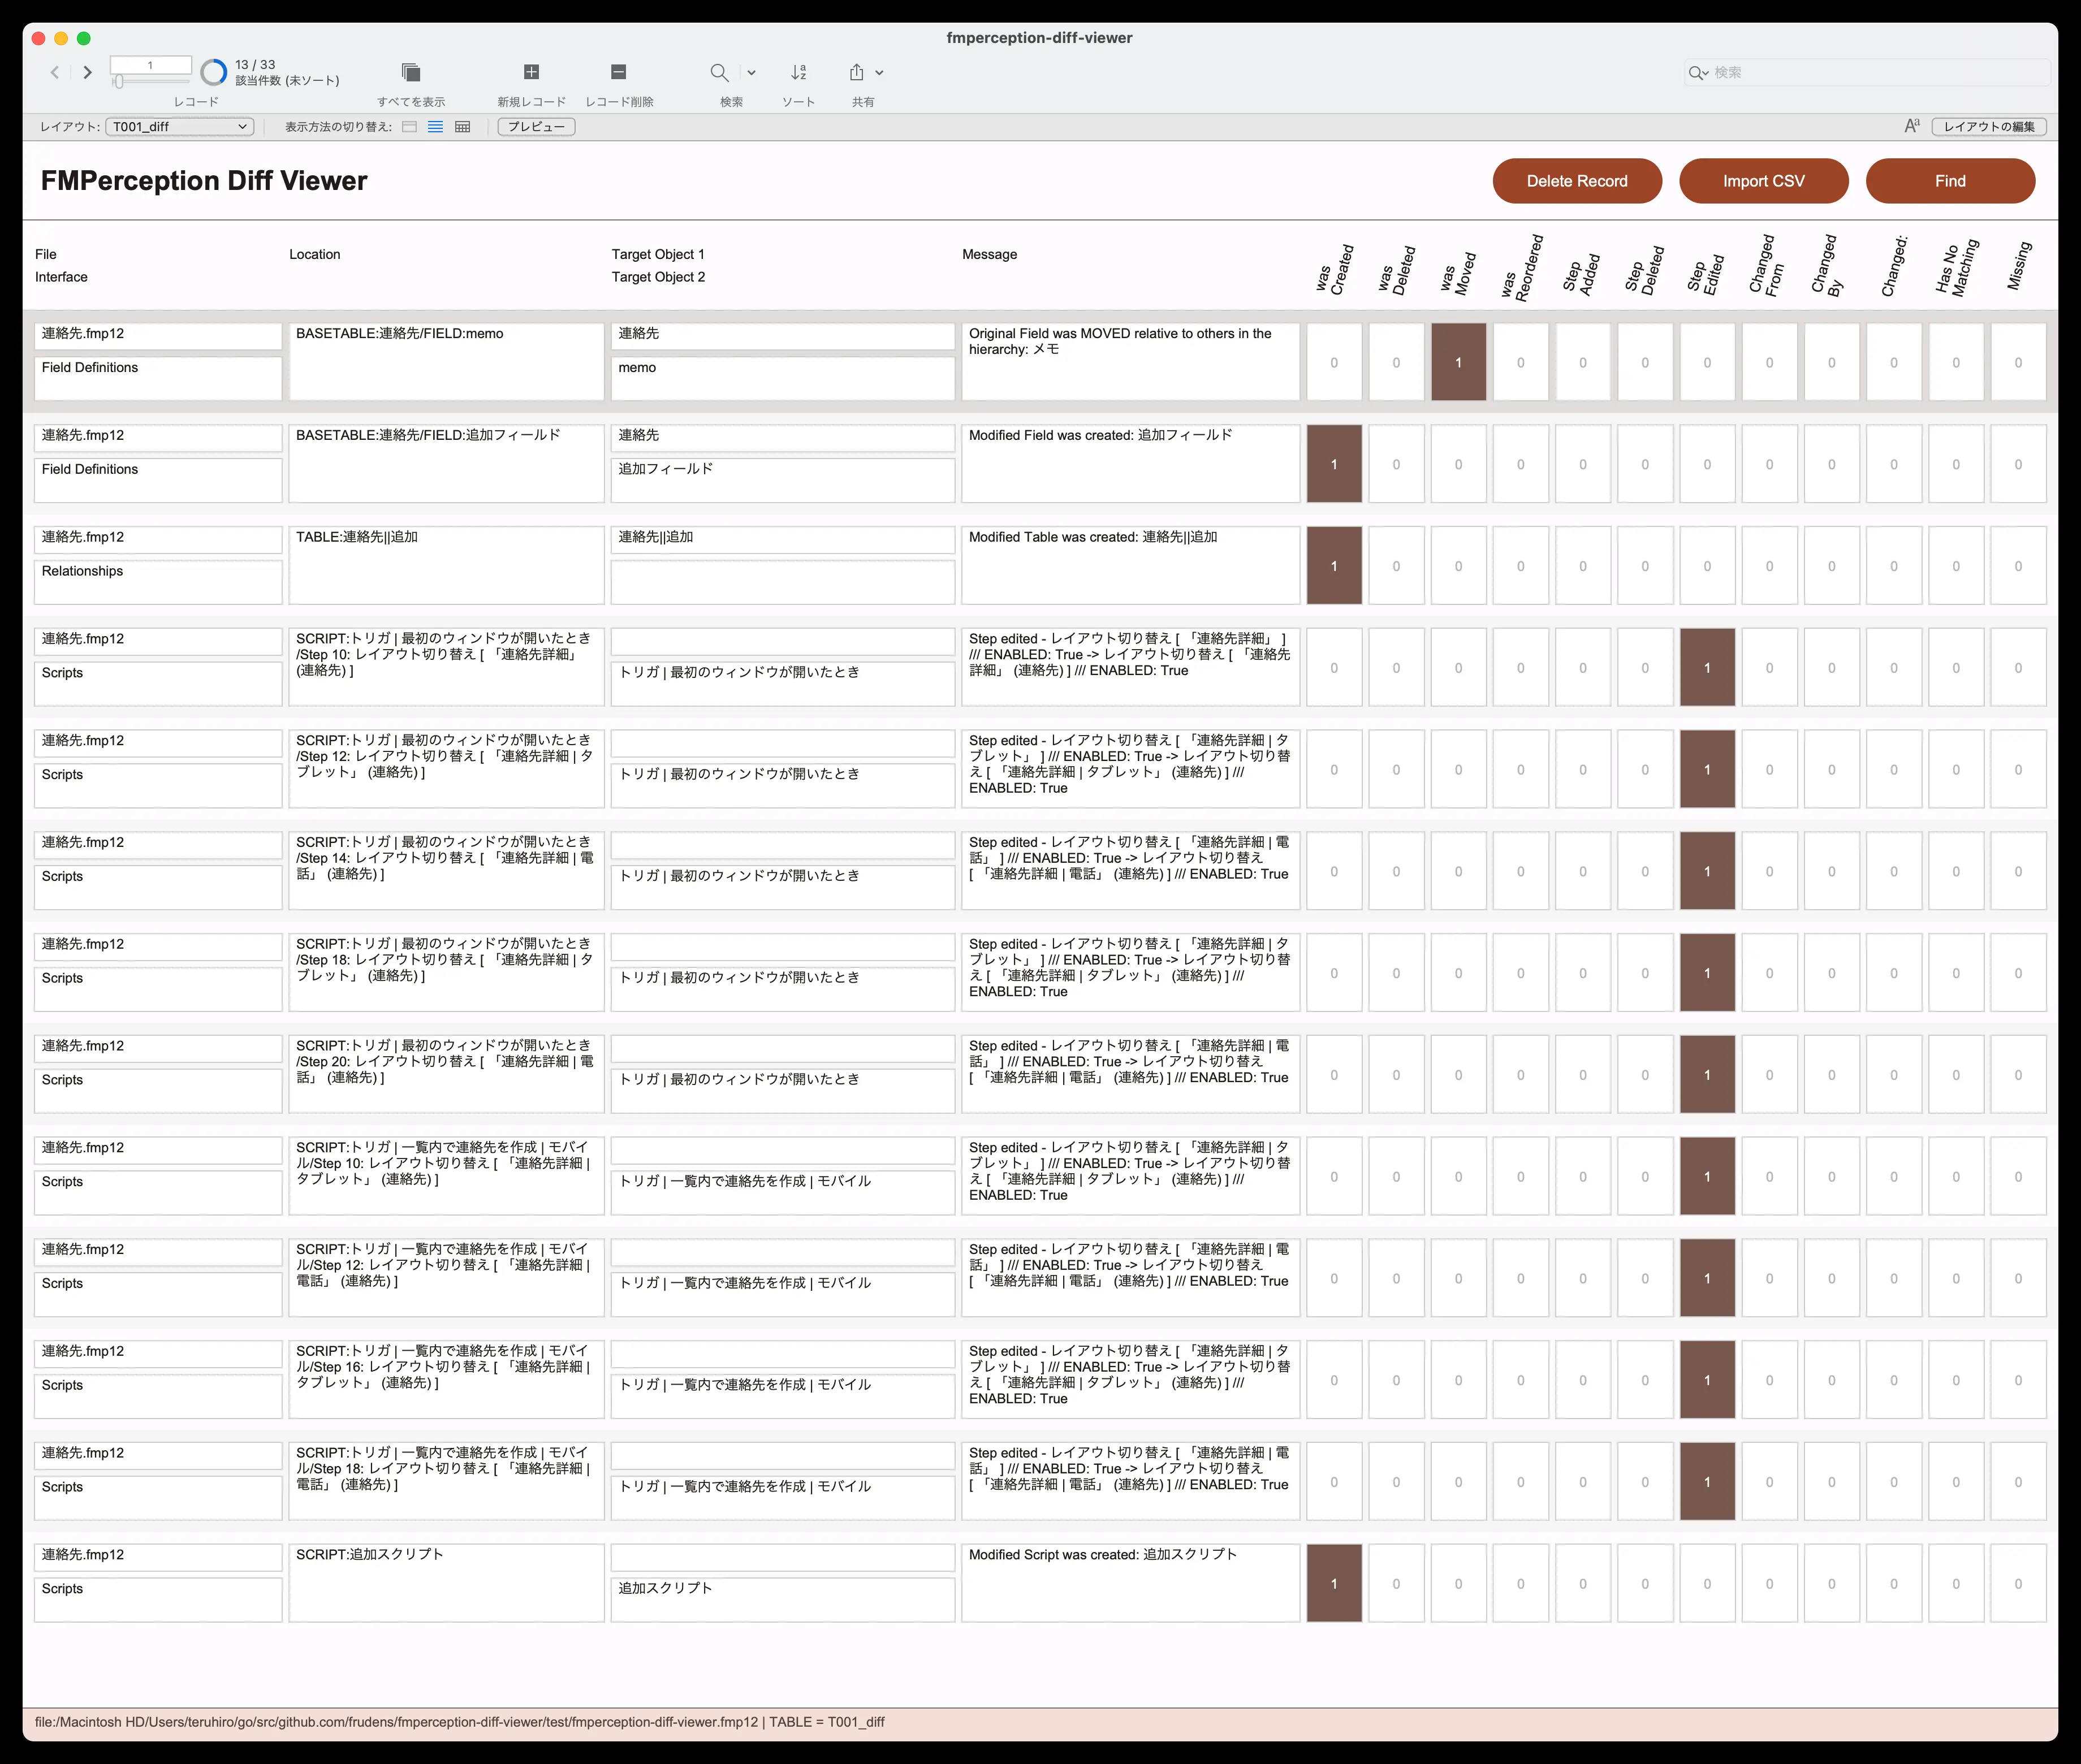 fmperception-diff-viewer
1
13 / 33
該当件数 (未ソート)
レコード
すべてを表示
新規レコード
レコード削除
検索
ソート
共有
検索
レイアウト:
T001_diff
表示方法の切り替え:
プレビュー
Aa
レイアウトの編集
FMPerception Diff Viewer
Delete Record
Import CSV
Find
File
Interface
Location
Target Object 1
Target Object 2
Message
was
Created
was
Deleted
was
Moved
was
Reordered
Step
Added
Step
Deleted
Step
Edited
Changed
From
Changed
By
Changed:
Has No
Matching
Missing
連絡先.fmp12
Field Definitions
BASETABLE:連絡先/FIELD:memo
連絡先
memo
Original Field was MOVED relative to others in the
hierarchy: メモ
0 0 1 0 0 0 0 0 0 0 0 0
連絡先.fmp12
Field Definitions
BASETABLE:連絡先/FIELD:追加フィールド
連絡先
追加フィールド
Modified Field was created: 追加フィールド
1 0 0 0 0 0 0 0 0 0 0 0
連絡先.fmp12
Relationships
TABLE:連絡先||追加
連絡先||追加
Modified Table was created: 連絡先||追加
1 0 0 0 0 0 0 0 0 0 0 0
連絡先.fmp12
Scripts
SCRIPT:トリガ | 最初のウィンドウが開いたとき
/Step 10: レイアウト切り替え [ 「連絡先詳細」
(連絡先) ]
トリガ | 最初のウィンドウが開いたとき
Step edited - レイアウト切り替え [ 「連絡先詳細」 ]
/// ENABLED: True -> レイアウト切り替え [ 「連絡先
詳細」 (連絡先) ] /// ENABLED: True
0 0 0 0 0 0 1 0 0 0 0 0
連絡先.fmp12
Scripts
SCRIPT:トリガ | 最初のウィンドウが開いたとき
/Step 12: レイアウト切り替え [ 「連絡先詳細 | タ
ブレット」 (連絡先) ]
トリガ | 最初のウィンドウが開いたとき
Step edited - レイアウト切り替え [ 「連絡先詳細 | タ
ブレット」 ] /// ENABLED: True -> レイアウト切り替
え [ 「連絡先詳細 | タブレット」 (連絡先) ] ///
ENABLED: True
0 0 0 0 0 0 1 0 0 0 0 0
連絡先.fmp12
Scripts
SCRIPT:トリガ | 最初のウィンドウが開いたとき
/Step 14: レイアウト切り替え [ 「連絡先詳細 | 電
話」 (連絡先) ]
トリガ | 最初のウィンドウが開いたとき
Step edited - レイアウト切り替え [ 「連絡先詳細 | 電
話」 ] /// ENABLED: True -> レイアウト切り替え
[ 「連絡先詳細 | 電話」 (連絡先) ] /// ENABLED: True
0 0 0 0 0 0 1 0 0 0 0 0
連絡先.fmp12
Scripts
SCRIPT:トリガ | 最初のウィンドウが開いたとき
/Step 18: レイアウト切り替え [ 「連絡先詳細 | タ
ブレット」 (連絡先) ]
トリガ | 最初のウィンドウが開いたとき
Step edited - レイアウト切り替え [ 「連絡先詳細 | タ
ブレット」 ] /// ENABLED: True -> レイアウト切り替
え [ 「連絡先詳細 | タブレット」 (連絡先) ] ///
ENABLED: True
0 0 0 0 0 0 1 0 0 0 0 0
連絡先.fmp12
Scripts
SCRIPT:トリガ | 最初のウィンドウが開いたとき
/Step 20: レイアウト切り替え [ 「連絡先詳細 | 電
話」 (連絡先) ]
トリガ | 最初のウィンドウが開いたとき
Step edited - レイアウト切り替え [ 「連絡先詳細 | 電
話」 ] /// ENABLED: True -> レイアウト切り替え
[ 「連絡先詳細 | 電話」 (連絡先) ] /// ENABLED: True
0 0 0 0 0 0 1 0 0 0 0 0
連絡先.fmp12
Scripts
SCRIPT:トリガ | 一覧内で連絡先を作成 | モバイ
ル/Step 10: レイアウト切り替え [ 「連絡先詳細 |
タブレット」 (連絡先) ]
トリガ | 一覧内で連絡先を作成 | モバイル
Step edited - レイアウト切り替え [ 「連絡先詳細 | タ
ブレット」 ] /// ENABLED: True -> レイアウト切り替
え [ 「連絡先詳細 | タブレット」 (連絡先) ] ///
ENABLED: True
0 0 0 0 0 0 1 0 0 0 0 0
連絡先.fmp12
Scripts
SCRIPT:トリガ | 一覧内で連絡先を作成 | モバイ
ル/Step 12: レイアウト切り替え [ 「連絡先詳細 |
電話」 (連絡先) ]
トリガ | 一覧内で連絡先を作成 | モバイル
Step edited - レイアウト切り替え [ 「連絡先詳細 | 電
話」 ] /// ENABLED: True -> レイアウト切り替え
[ 「連絡先詳細 | 電話」 (連絡先) ] /// ENABLED: True
0 0 0 0 0 0 1 0 0 0 0 0
連絡先.fmp12
Scripts
SCRIPT:トリガ | 一覧内で連絡先を作成 | モバイ
ル/Step 16: レイアウト切り替え [ 「連絡先詳細 |
タブレット」 (連絡先) ]
トリガ | 一覧内で連絡先を作成 | モバイル
Step edited - レイアウト切り替え [ 「連絡先詳細 | タ
ブレット」 ] /// ENABLED: True -> レイアウト切り替
え [ 「連絡先詳細 | タブレット」 (連絡先) ] ///
ENABLED: True
0 0 0 0 0 0 1 0 0 0 0 0
連絡先.fmp12
Scripts
SCRIPT:トリガ | 一覧内で連絡先を作成 | モバイ
ル/Step 18: レイアウト切り替え [ 「連絡先詳細 |
電話」 (連絡先) ]
トリガ | 一覧内で連絡先を作成 | モバイル
Step edited - レイアウト切り替え [ 「連絡先詳細 | 電
話」 ] /// ENABLED: True -> レイアウト切り替え
[ 「連絡先詳細 | 電話」 (連絡先) ] /// ENABLED: True
0 0 0 0 0 0 1 0 0 0 0 0
連絡先.fmp12
Scripts
SCRIPT:追加スクリプト
追加スクリプト
Modified Script was created: 追加スクリプト
1 0 0 0 0 0 0 0 0 0 0 0
file:/Macintosh HD/Users/teruhiro/go/src/github.com/frudens/fmperception-diff-viewer/test/fmperception-diff-viewer.fmp12 | TABLE = T001_diff